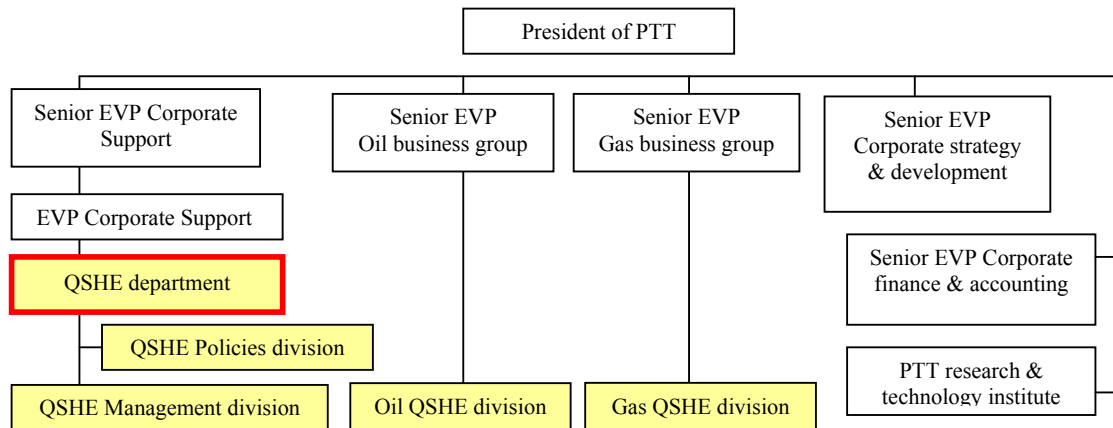 President of PTT
Senior EVP Corporate
Support
Senior EVP
Oil business group
Senior EVP
Gas business group
Senior EVP
Corporate strategy
& development
EVP Corporate Support
QSHE department
Senior EVP Corporate
finance & accounting
QSHE Policies division
QSHE Management division
Oil QSHE division
Gas QSHE division
PTT research &
technology institute